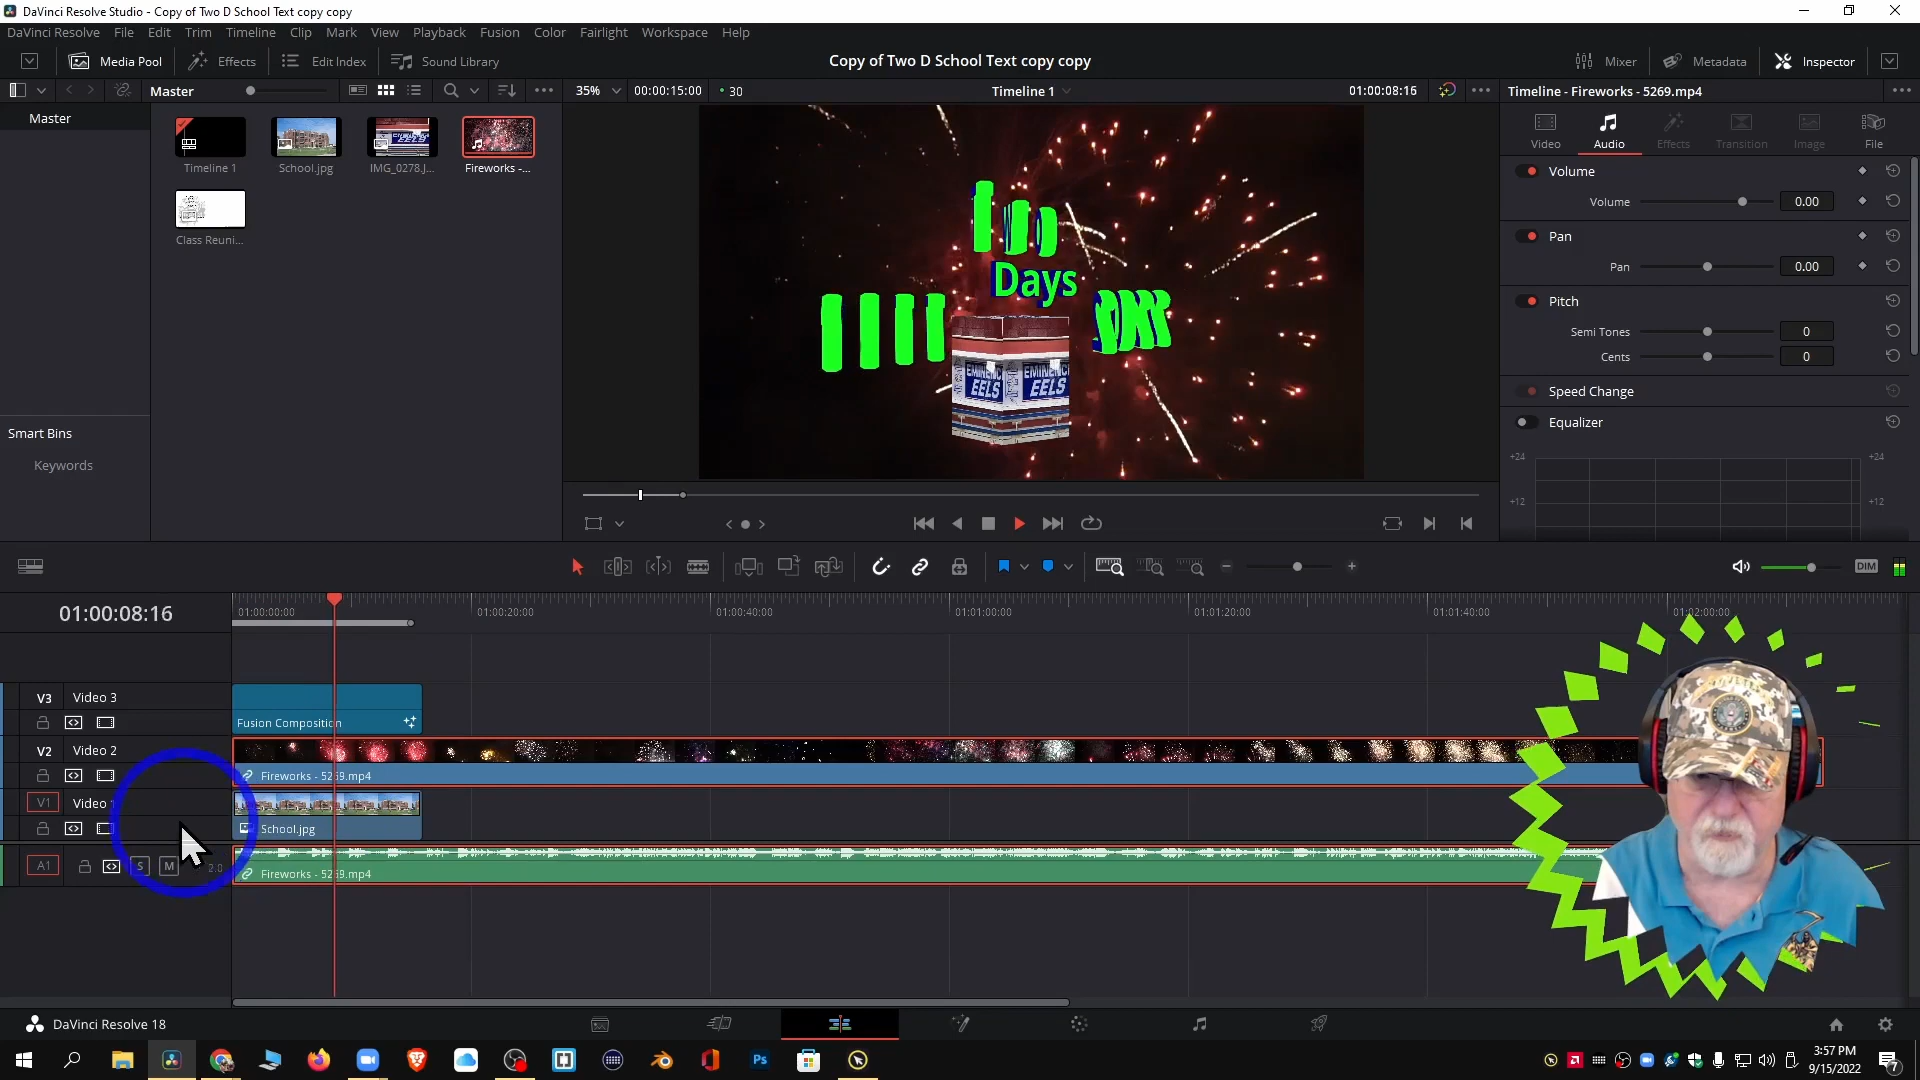 DaVinci Resolve Studio - Copy of Two D School Text copy copy
DaVinci Resolve File Edit Trim Timeline Clip Mark View Playback Fusion Color Fairlight Workspace Help
Media Pool Effects Edit Index Sound Library Copy of Two D School Text copy copy Mixer Metadata Inspector
Master 35% 00:00:15:00 30 Timeline 1 01:00:08:16 Timeline - Fireworks - 5269.mp4
Master
Video Audio Effects Transition Image File
Timeline 1 School.jpg IMG_0278.J... Fireworks -...
Class Reuni...
Volume
Volume 0.00
Pan
Pan 0.00
Pitch
Semi Tones 0
Cents 0
Speed Change
Equalizer
+24 +24
+12 +12
Days
EMINENC EMINENC
EELS EELS
Smart Bins
Keywords
DIM
01:00:08:16
01:00:00:00 01:00:20:00 01:00:40:00 01:01:00:00 01:01:20:00 01:01:40:00 01:02:00:00
V3 Video 3
Fusion Composition
V2 Video 2
Fireworks - 5269.mp4
V1 Video 1
School.jpg
A1 S M 2.0
Fireworks - 5269.mp4
DaVinci Resolve 18
Ps
3:57 PM
9/15/2022
7